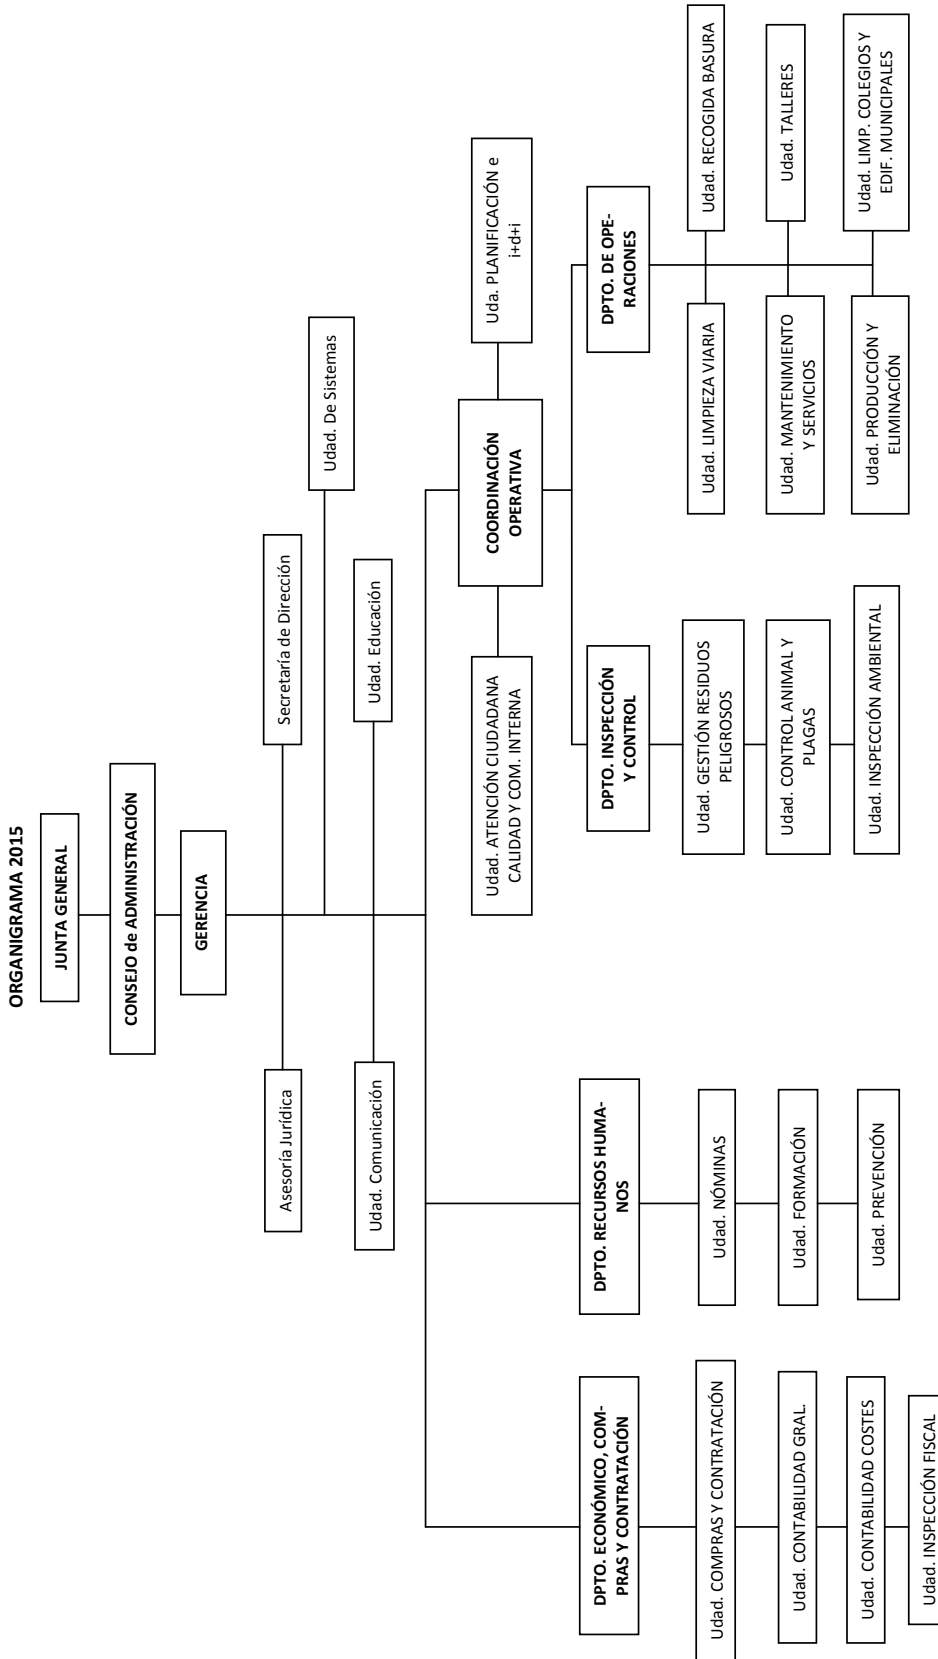 ORGANIGRAMA 2015
JUNTA GENERAL
CONSEJO de ADMINISTRACIÓN
GERENCIA
Asesoría Jurídica
Secretaría de Dirección
Udad. De Sistemas
Udad. Comunicación
Udad. Educación
COORDINACIÓN
OPERATIVA
Udad. ATENCIÓN CIUDADANA
CALIDAD Y COM. INTERNA
Uda. PLANIFICACIÓN e
i+d+i
DPTO. ECONÓMICO, COM-
PRAS Y CONTRATACIÓN
Udad. COMPRAS Y CONTRATACIÓN
Udad. CONTABILIDAD GRAL.
Udad. CONTABILIDAD COSTES
Udad. INSPECCIÓN FISCAL
DPTO. RECURSOS HUMA-
NOS
Udad. NÓMINAS
Udad. FORMACIÓN
Udad. PREVENCIÓN
DPTO. INSPECCIÓN
Y CONTROL
Udad. GESTIÓN RESIDUOS
PELIGROSOS
Udad. CONTROL ANIMAL Y
PLAGAS
Udad. INSPECCIÓN AMBIENTAL
DPTO. DE OPE-
RACIONES
Udad. LIMPIEZA VIARIA
Udad. RECOGIDA BASURA
Udad. MANTENIMIENTO
Y SERVICIOS
Udad. TALLERES
Udad. PRODUCCIÓN Y
ELIMINACIÓN
Udad. LIMP. COLEGIOS Y
EDIF. MUNICIPALES